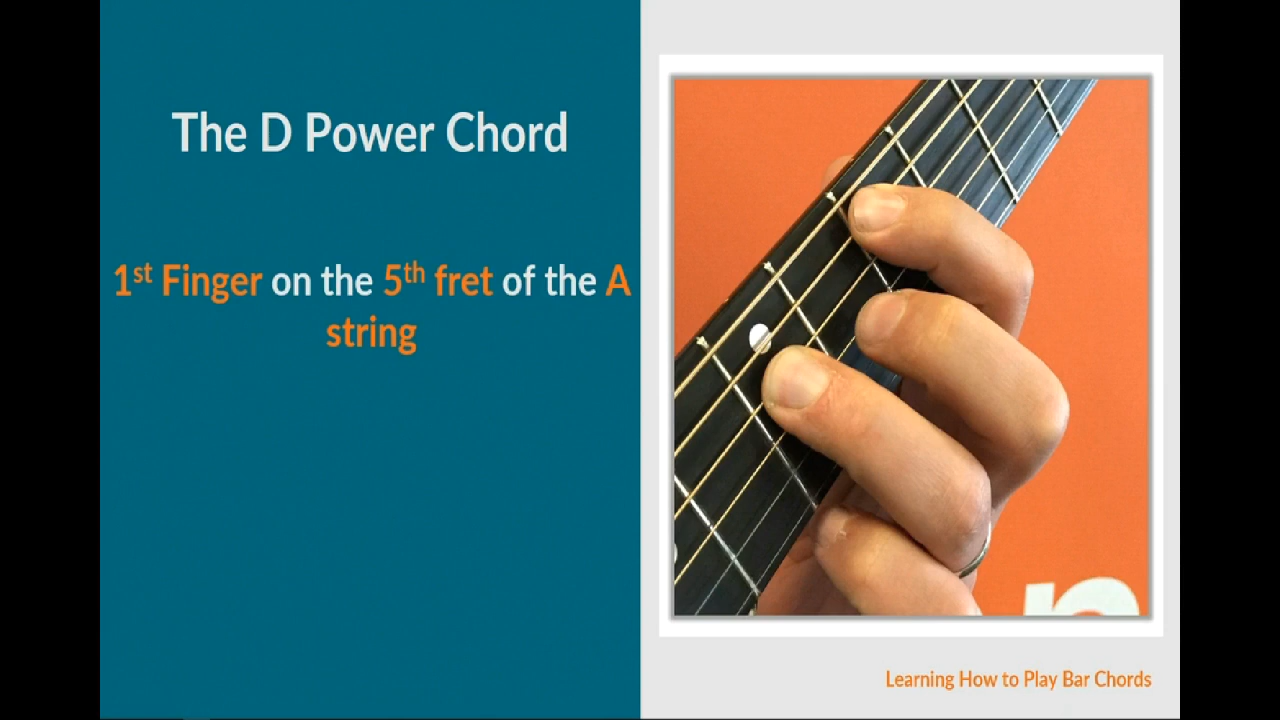 The D Power Chord
1st Finger on the 5th fret of the A
string
Learning How to Play Bar Chords